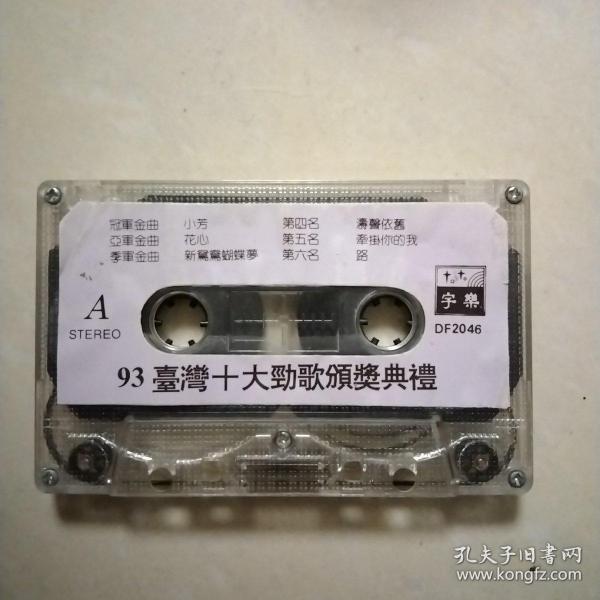 冠軍金曲 小芳 第四名 濤聲依舊
亞軍金曲 花心 第五名 牽掛你的我
季軍金曲 新鴛鴦蝴蝶夢 第六名 路
A
STEREO
字樂
DF2046
93 臺灣十大勁歌頒獎典禮
孔夫子旧书网
www.kongfz.com